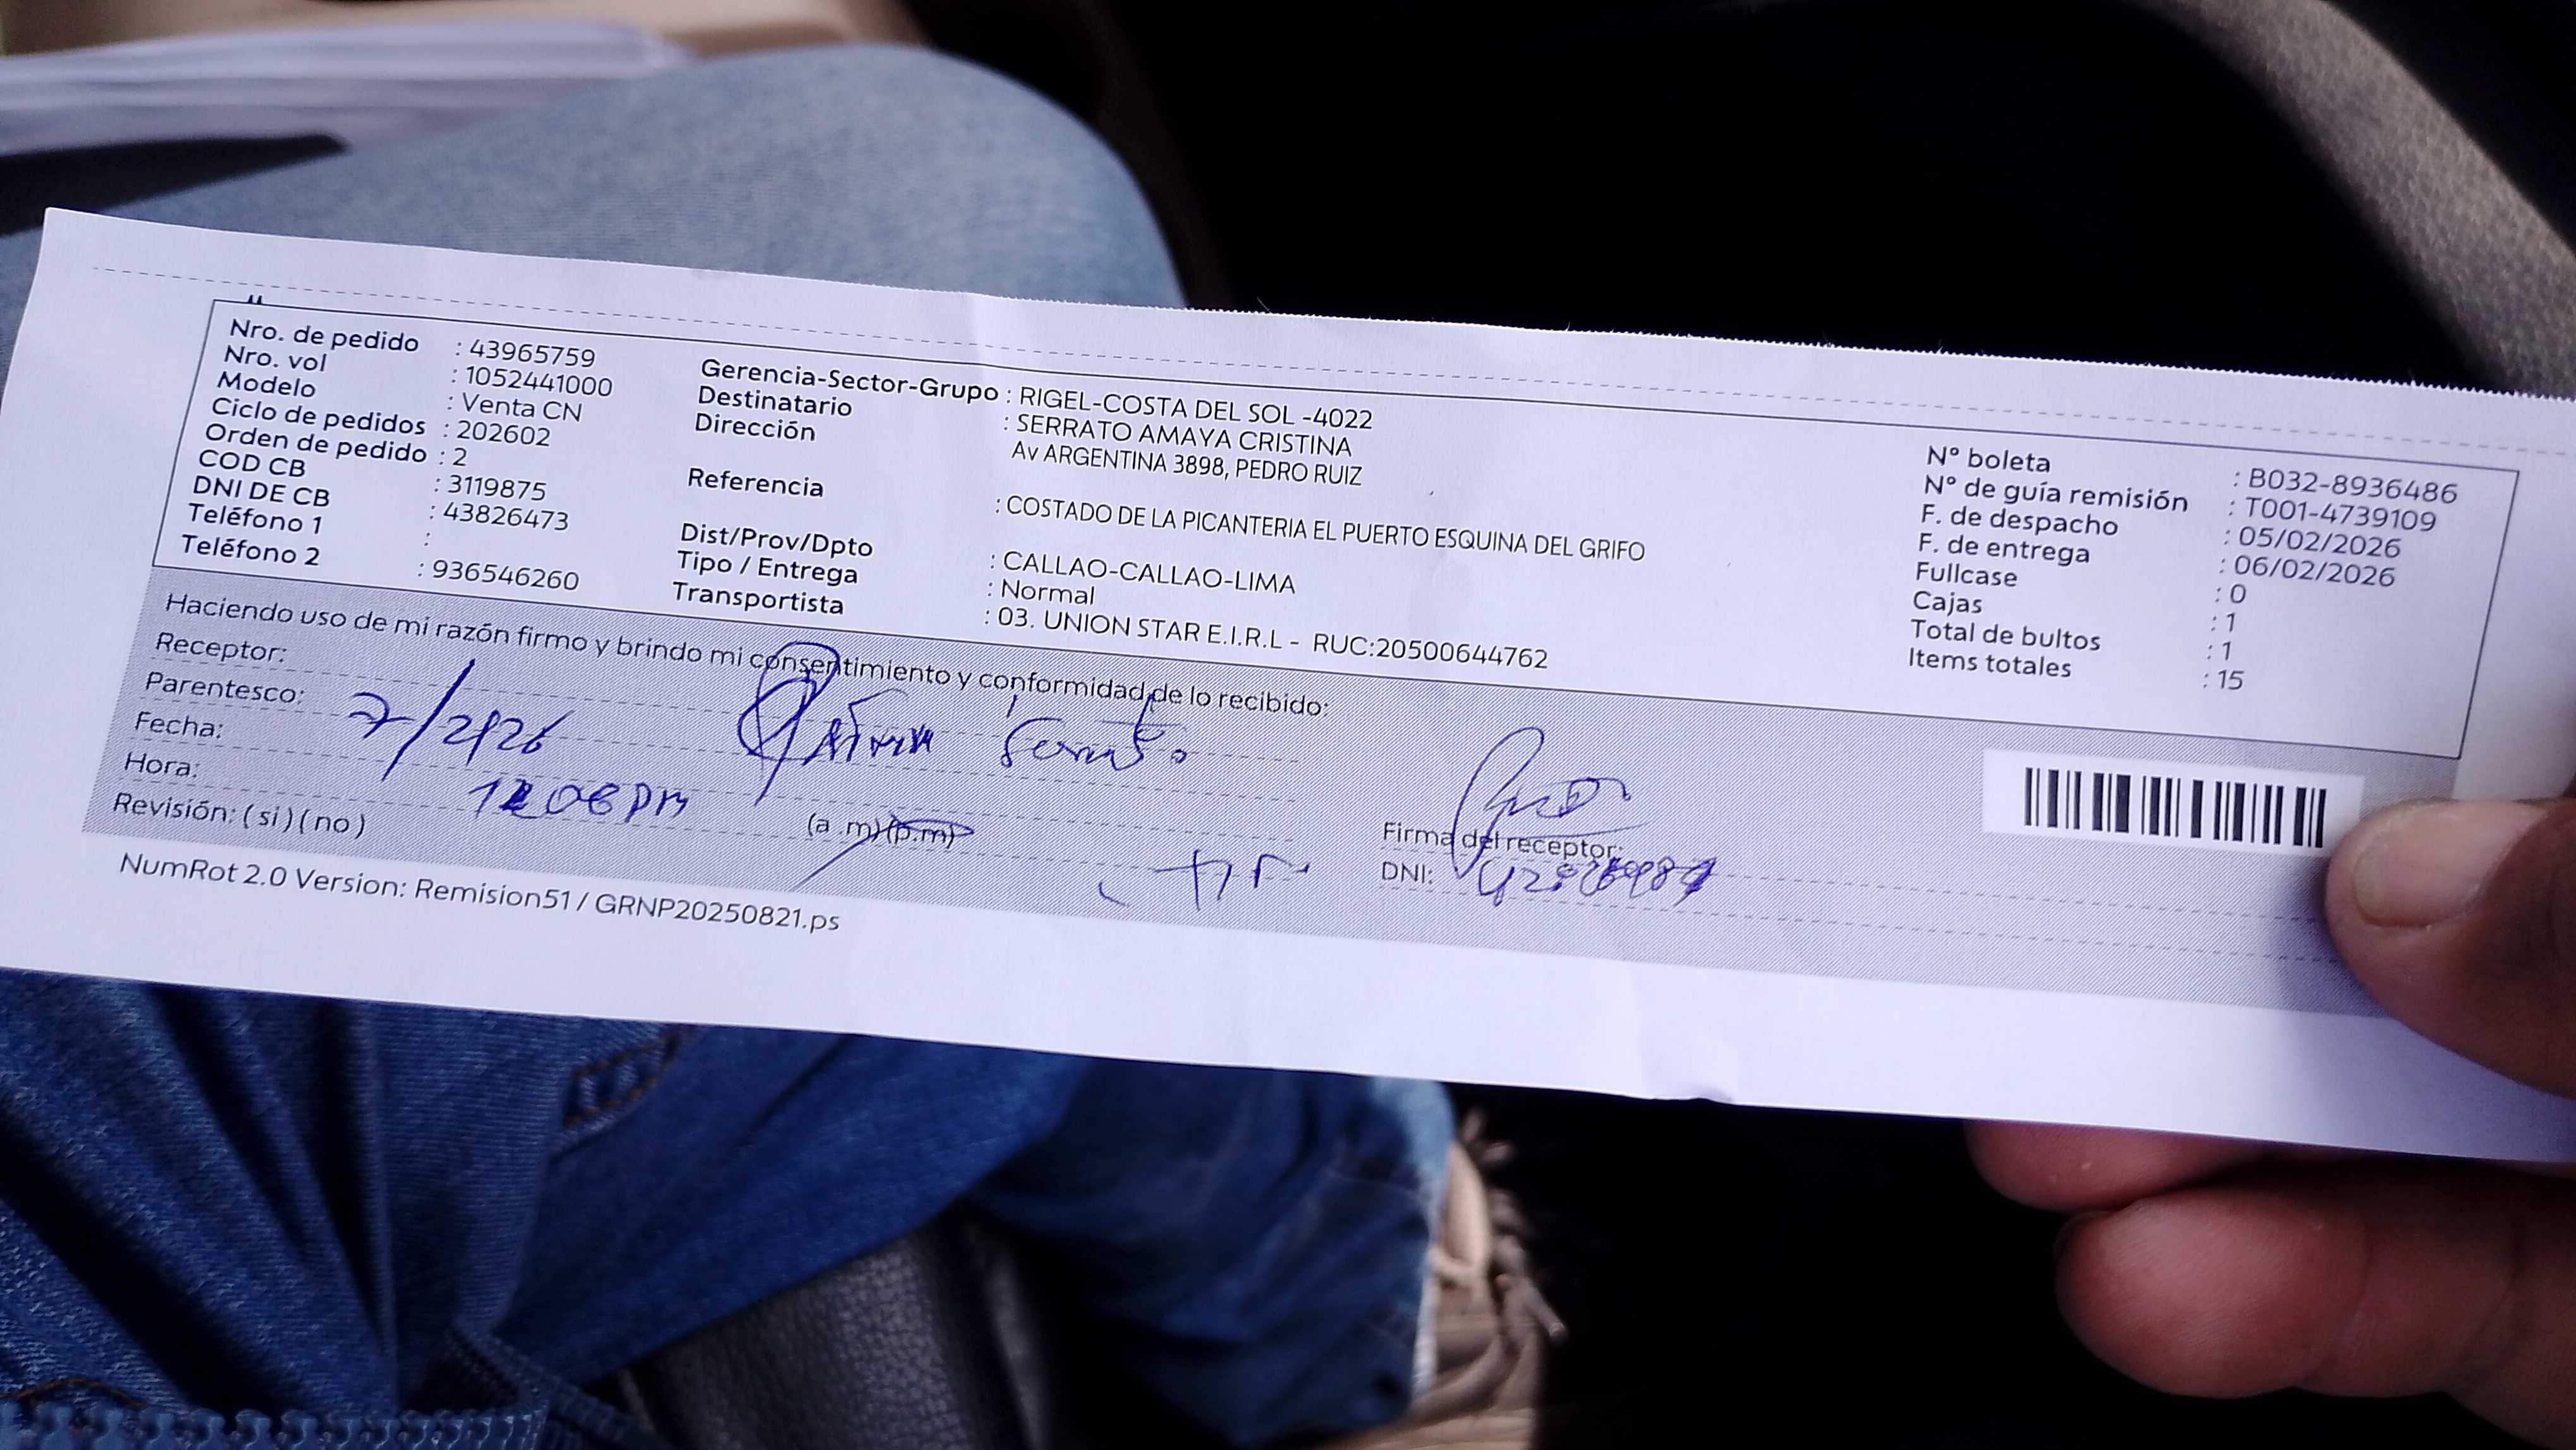 Nro. de pedido : 43965759
Nro. vol : 1052441000
Modelo : Venta CN
Ciclo de pedidos : 202602
Orden de pedido : 2
COD CB : 3119875
DNI DE CB : 43826473
Teléfono 1 :
Teléfono 2 : 936546260
Gerencia-Sector-Grupo : RIGEL-COSTA DEL SOL -4022
Destinatario : SERRATO AMAYA CRISTINA
Dirección Av ARGENTINA 3898, PEDRO RUIZ
Referencia : COSTADO DE LA PICANTERIA EL PUERTO ESQUINA DEL GRIFO
Dist/Prov/Dpto : CALLAO-CALLAO-LIMA
Tipo / Entrega : Normal
Transportista : 03. UNION STAR E.I.R.L - RUC:20500644762
N° boleta : B032-8936486
N° de guía remisión : T001-4739109
F. de despacho : 05/02/2026
F. de entrega : 06/02/2026
Fullcase : 0
Cajas : 1
Total de bultos : 1
Items totales : 15
Haciendo uso de mi razón firmo y brindo mi consentimiento y conformidad de lo recibido:
Receptor:
Parentesco:
Fecha: 7/2926
Hora: 12 06 pm (a .m)(p.m)
Revisión: ( si ) ( no )
Firma del receptor:
DNI:
NumRot 2.0 Version: Remision51 / GRNP20250821.ps